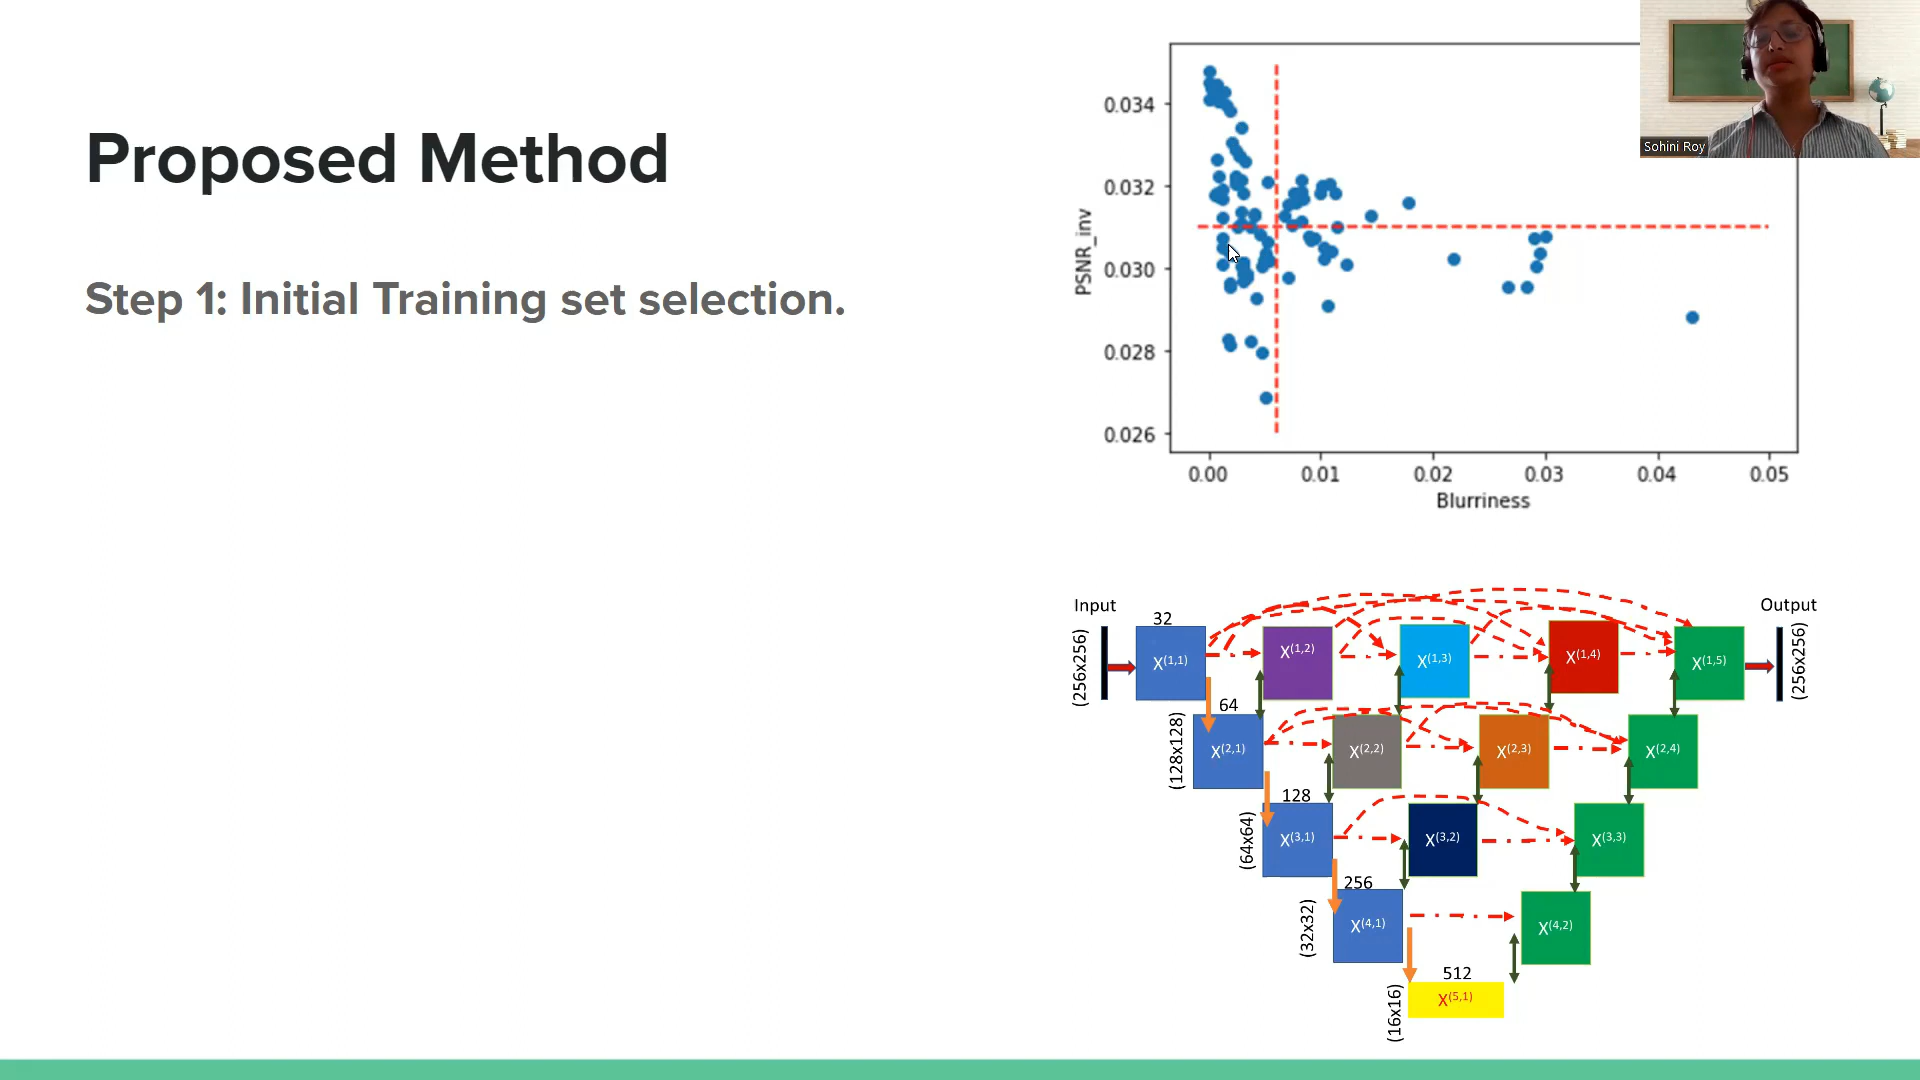 Proposed Method
Step 1: Initial Training set selection.
Sohini Roy
0.034
0.032
0.030
0.028
0.026
PSNR_inv
0.00 0.01 0.02 0.03 0.04 0.05
Blurriness
Input
Output
32
(256x256)
X(1,1) X(1,2) X(1,3) X(1,4) X(1,5)
(256x256)
64
(128x128)
X(2,1) X(2,2) X(2,3) X(2,4)
128
(64x64)
X(3,1) X(3,2) X(3,3)
256
(32x32)
X(4,1) X(4,2)
512
(16x16)
X(5,1)